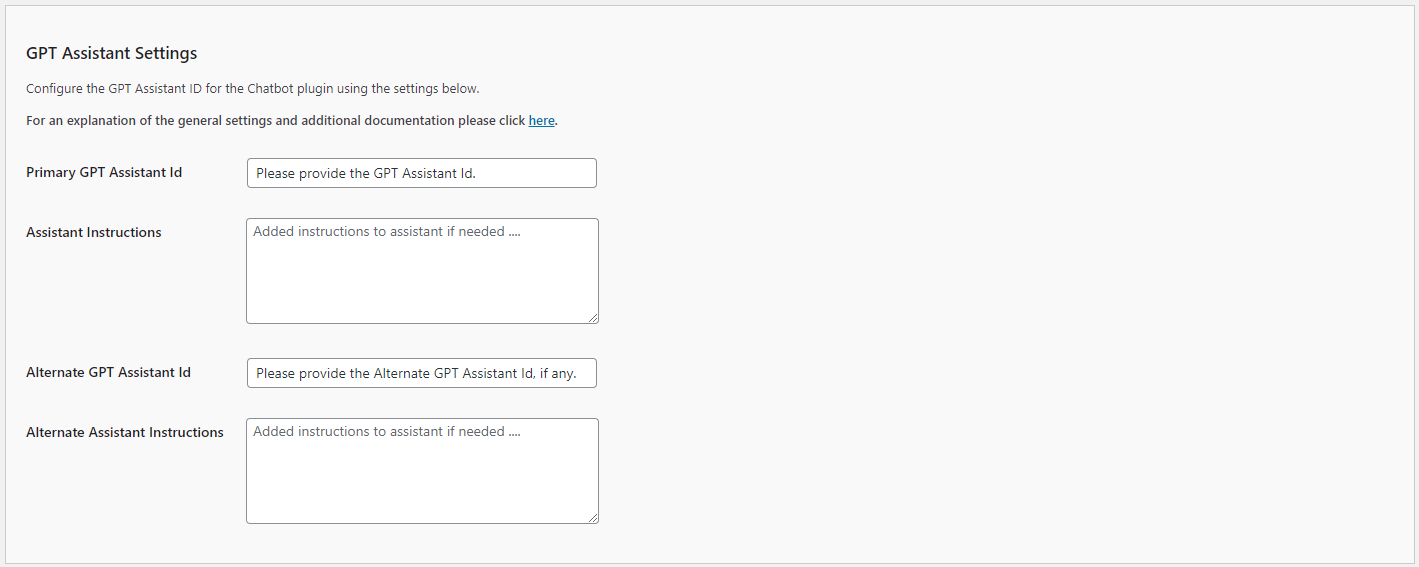 GPT Assistant Settings
Configure the GPT Assistant ID for the Chatbot plugin using the settings below.
For an explanation of the general settings and additional documentation please click here.
Primary GPT Assistant Id
Please provide the GPT Assistant Id.
Assistant Instructions
Added instructions to assistant if needed ....
Alternate GPT Assistant Id
Please provide the Alternate GPT Assistant Id, if any.
Alternate Assistant Instructions
Added instructions to assistant if needed ....